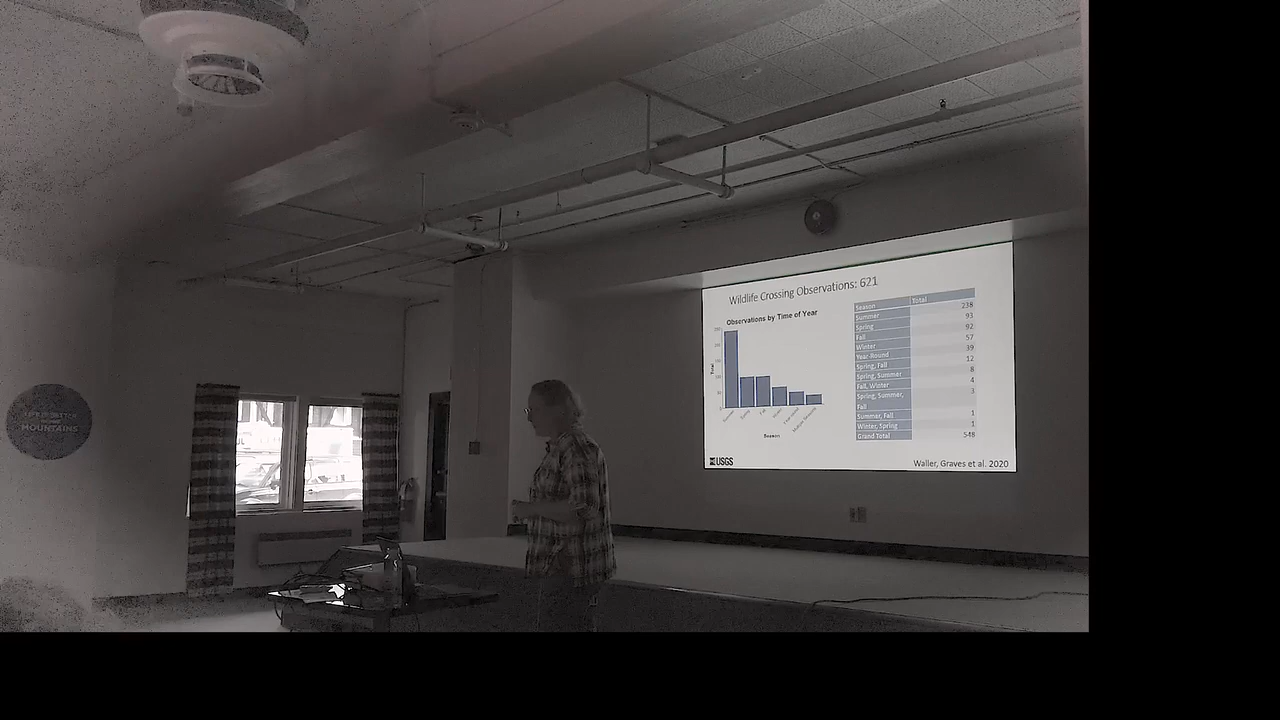 Wildlife Crossing Observations: 621
Observations by Time of Year
Total
Season
Season Total
Summer 238
Spring 93
Fall 92
Winter 57
Year-Round 39
Spring, Fall 12
Spring, Summer 8
Fall, Winter 4
Spring, Summer, Fall 3
Summer, Fall 1
Winter, Spring 1
Grand Total 548
USGS
Waller, Graves et al. 2020
MOUNTAINS